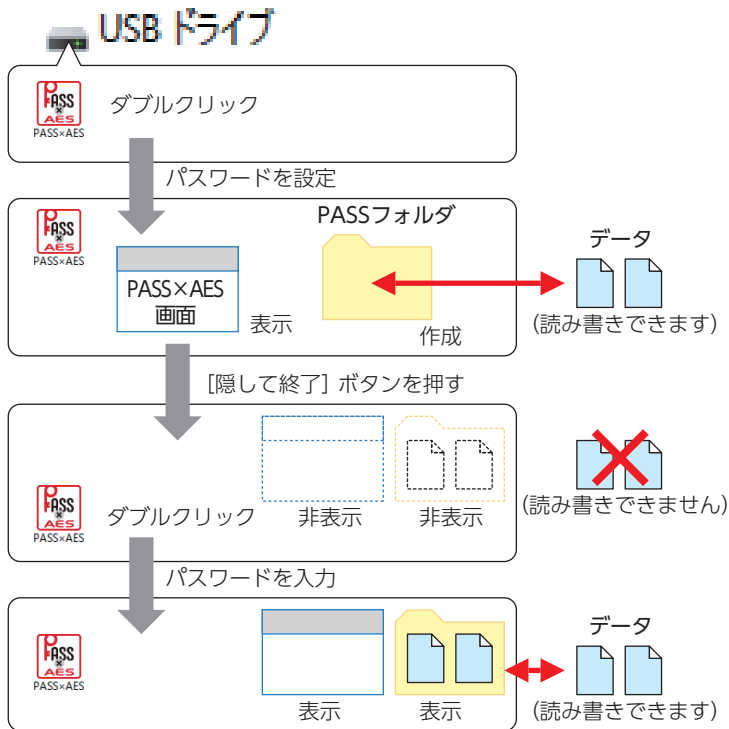 USB ドライブ
PASS
×
AES
PASS×AES
ダブルクリック
パスワードを設定
PASS
×
AES
PASS×AES
PASS×AES
画面
表示
PASSフォルダ
作成
データ
(読み書きできます)
[隠して終了] ボタンを押す
PASS
×
AES
PASS×AES
ダブルクリック
非表示
非表示
(読み書きできません)
パスワードを入力
PASS
×
AES
PASS×AES
表示
表示
データ
(読み書きできます)